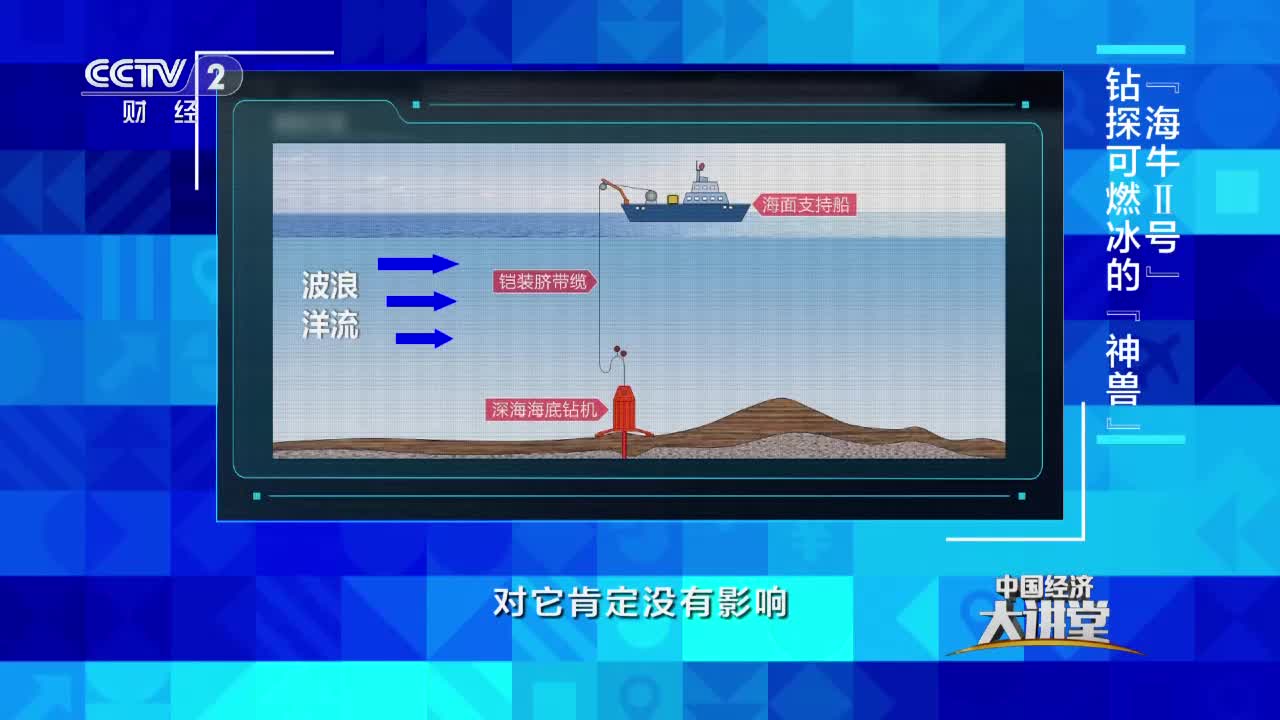 CCTV 2
财经
『海牛Ⅱ号』
钻探可燃冰的『神兽』
海面支持船
铠装脐带缆
波浪
洋流
深海海底钻机
对它肯定没有影响
中国经济
大讲堂